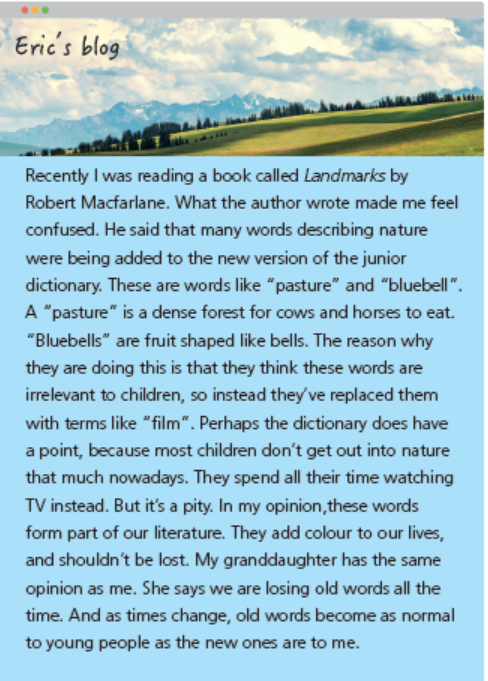 Eric's blog
Recently I was reading a book called Landmarks by
Robert Macfarlane. What the author wrote made me feel
confused. He said that many words describing nature
were being added to the new version of the junior
dictionary. These are words like “pasture” and “bluebell”.
A “pasture” is a dense forest for cows and horses to eat.
“Bluebells” are fruit shaped like bells. The reason why
they are doing this is that they think these words are
irrelevant to children, so instead they’ve replaced them
with terms like “film”. Perhaps the dictionary does have
a point, because most children don’t get out into nature
that much nowadays. They spend all their time watching
TV instead. But it’s a pity. In my opinion,these words
form part of our literature. They add colour to our lives,
and shouldn’t be lost. My granddaughter has the same
opinion as me. She says we are losing old words all the
time. And as times change, old words become as normal
to young people as the new ones are to me.